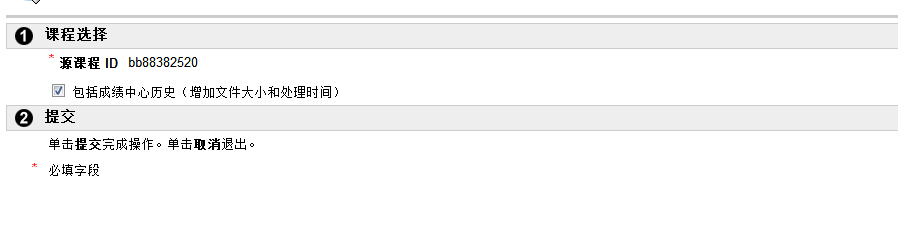 1 课程选择
* 源课程 ID bb88382520
包括成绩中心历史（增加文件大小和处理时间）
2 提交
单击提交完成操作。单击取消退出。
* 必填字段